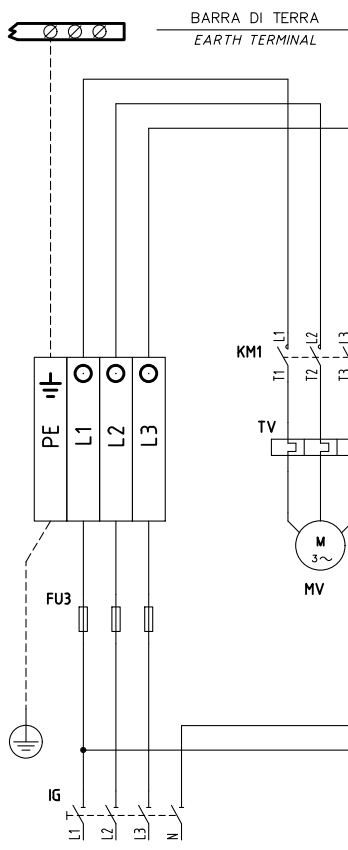 BARRA DI TERRA
EARTH TERMINAL
L1
L2
L3
KM1
T1
T2
T3
TV
PE
L1
L2
L3
M
3~
MV
FU3
IG
L1
L2
L3
N